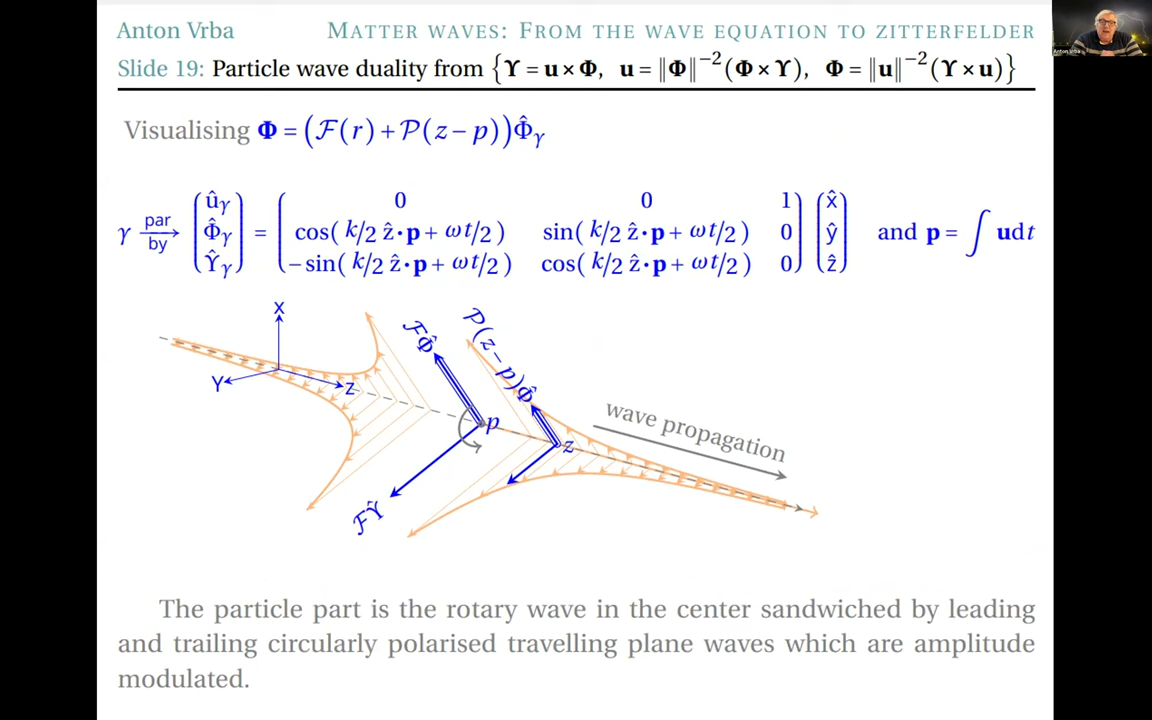 Anton Vrba MATTER WAVES: FROM THE WAVE EQUATION TO ZITTERFELDER
Slide 19: Particle wave duality from {ϒ = u × Φ, u = ‖Φ‖⁻²(Φ × ϒ), Φ = ‖u‖⁻²(ϒ × u)}
Visualising Φ = (ℱ(r) + 𝒫(z − p))Φ̂γ
γ par→by (ûγ Φ̂γ ϒ̂γ) = (0 0 1
cos(k/2 ẑ·p + ωt/2) sin(k/2 ẑ·p + ωt/2) 0
−sin(k/2 ẑ·p + ωt/2) cos(k/2 ẑ·p + ωt/2) 0) (x̂ ŷ ẑ) and p = ∫ u dt
X
Y
Z
ℱΦ̂
𝒫(z − p)Φ̂
p
z
ℱϒ̂
wave propagation
The particle part is the rotary wave in the center sandwiched by leading
and trailing circularly polarised travelling plane waves which are amplitude
modulated.
Anton Vrba